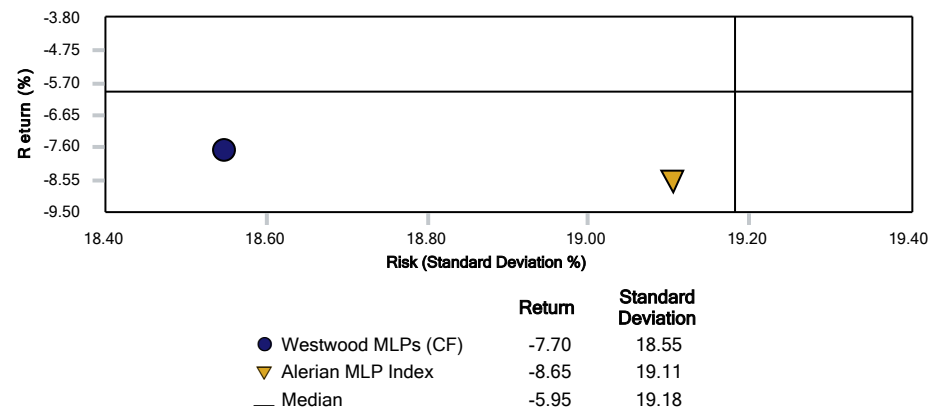 -3.80
-4.75
-5.70
-6.65
-7.60
-8.55
-9.50
Return (%)
18.40 18.60 18.80 19.00 19.20 19.40
Risk (Standard Deviation %)
Return Standard Deviation
Westwood MLPs (CF) -7.70 18.55
Alerian MLP Index -8.65 19.11
Median -5.95 19.18